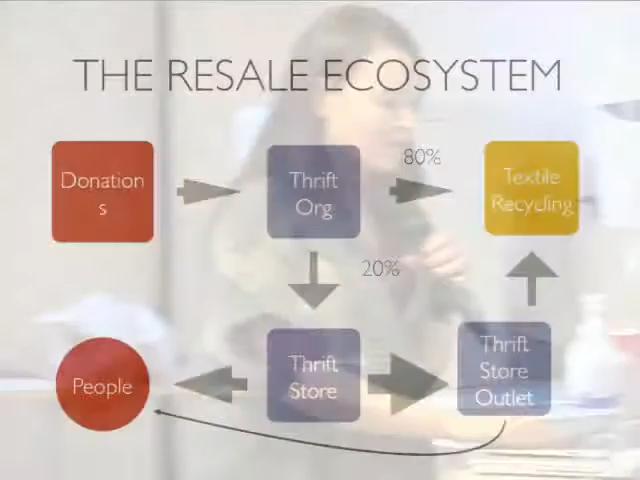 THE RESALE ECOSYSTEM
Donation
s
Thrift
Org
80%
Textile
Recycling
20%
People
Thrift
Store
Thrift
Store
Outlet